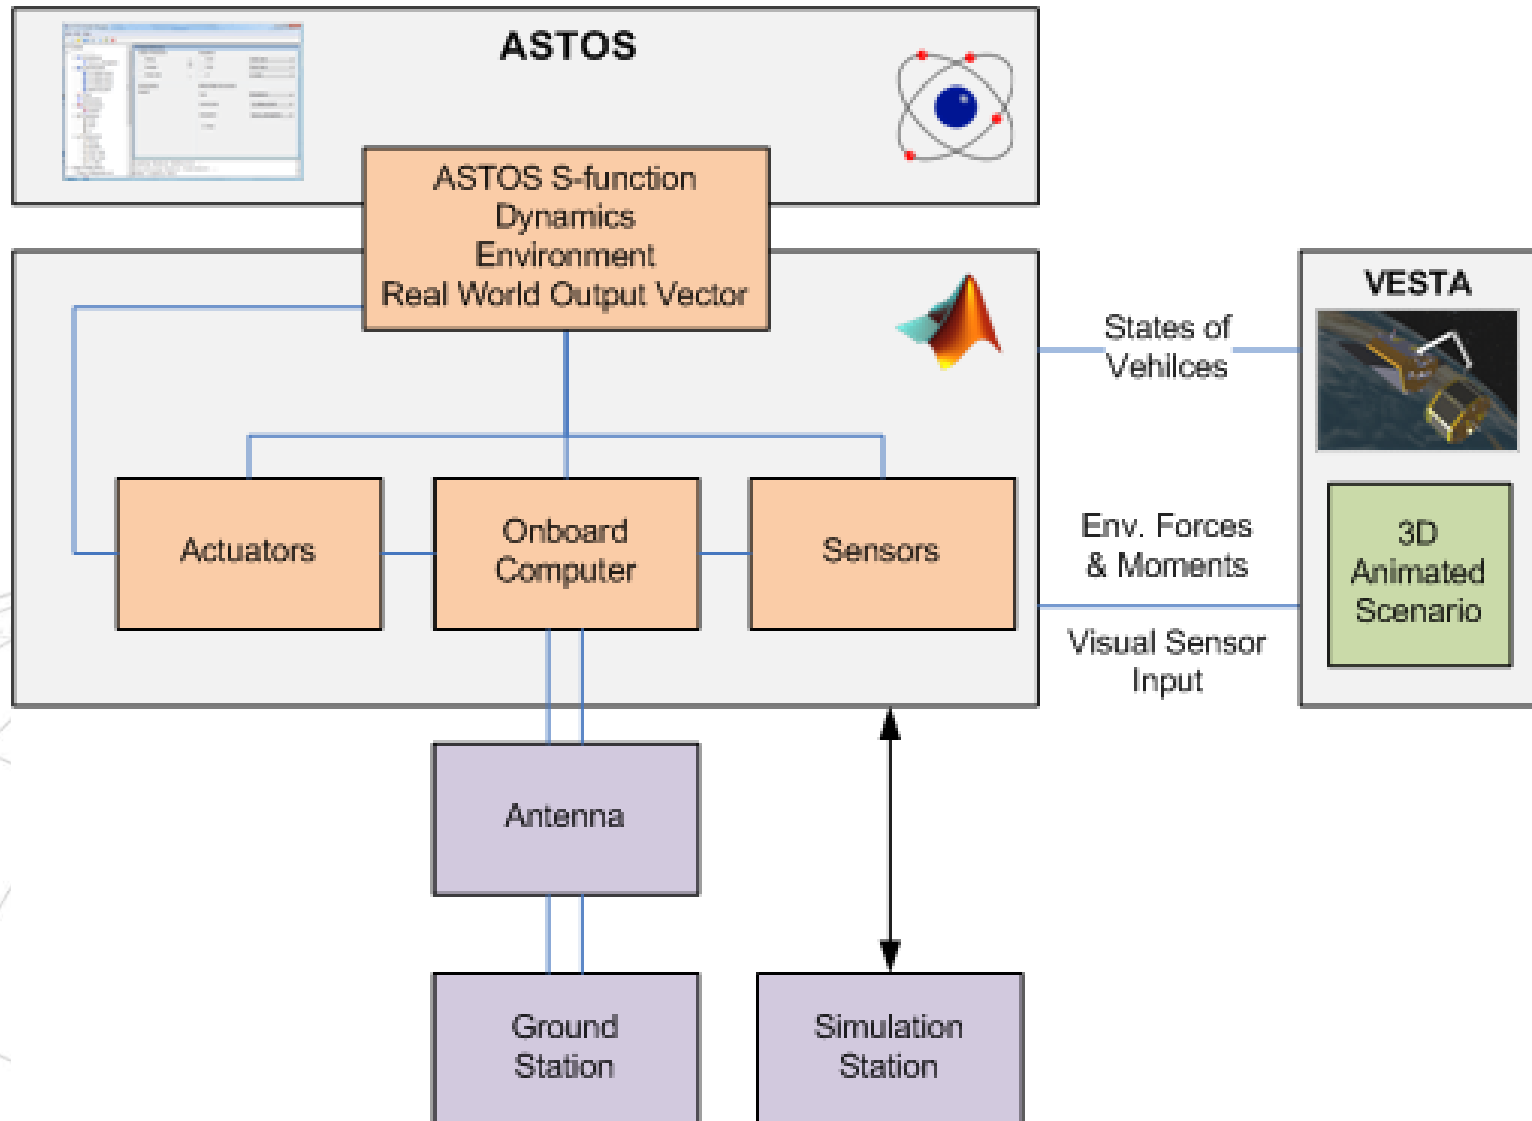 ASTOS
ASTOS S-function
Dynamics
Environment
Real World Output Vector
VESTA
States of
Vehilces
Actuators
Onboard
Computer
Sensors
Env. Forces
& Moments
3D
Animated
Scenario
Visual Sensor
Input
Antenna
Ground
Station
Simulation
Station